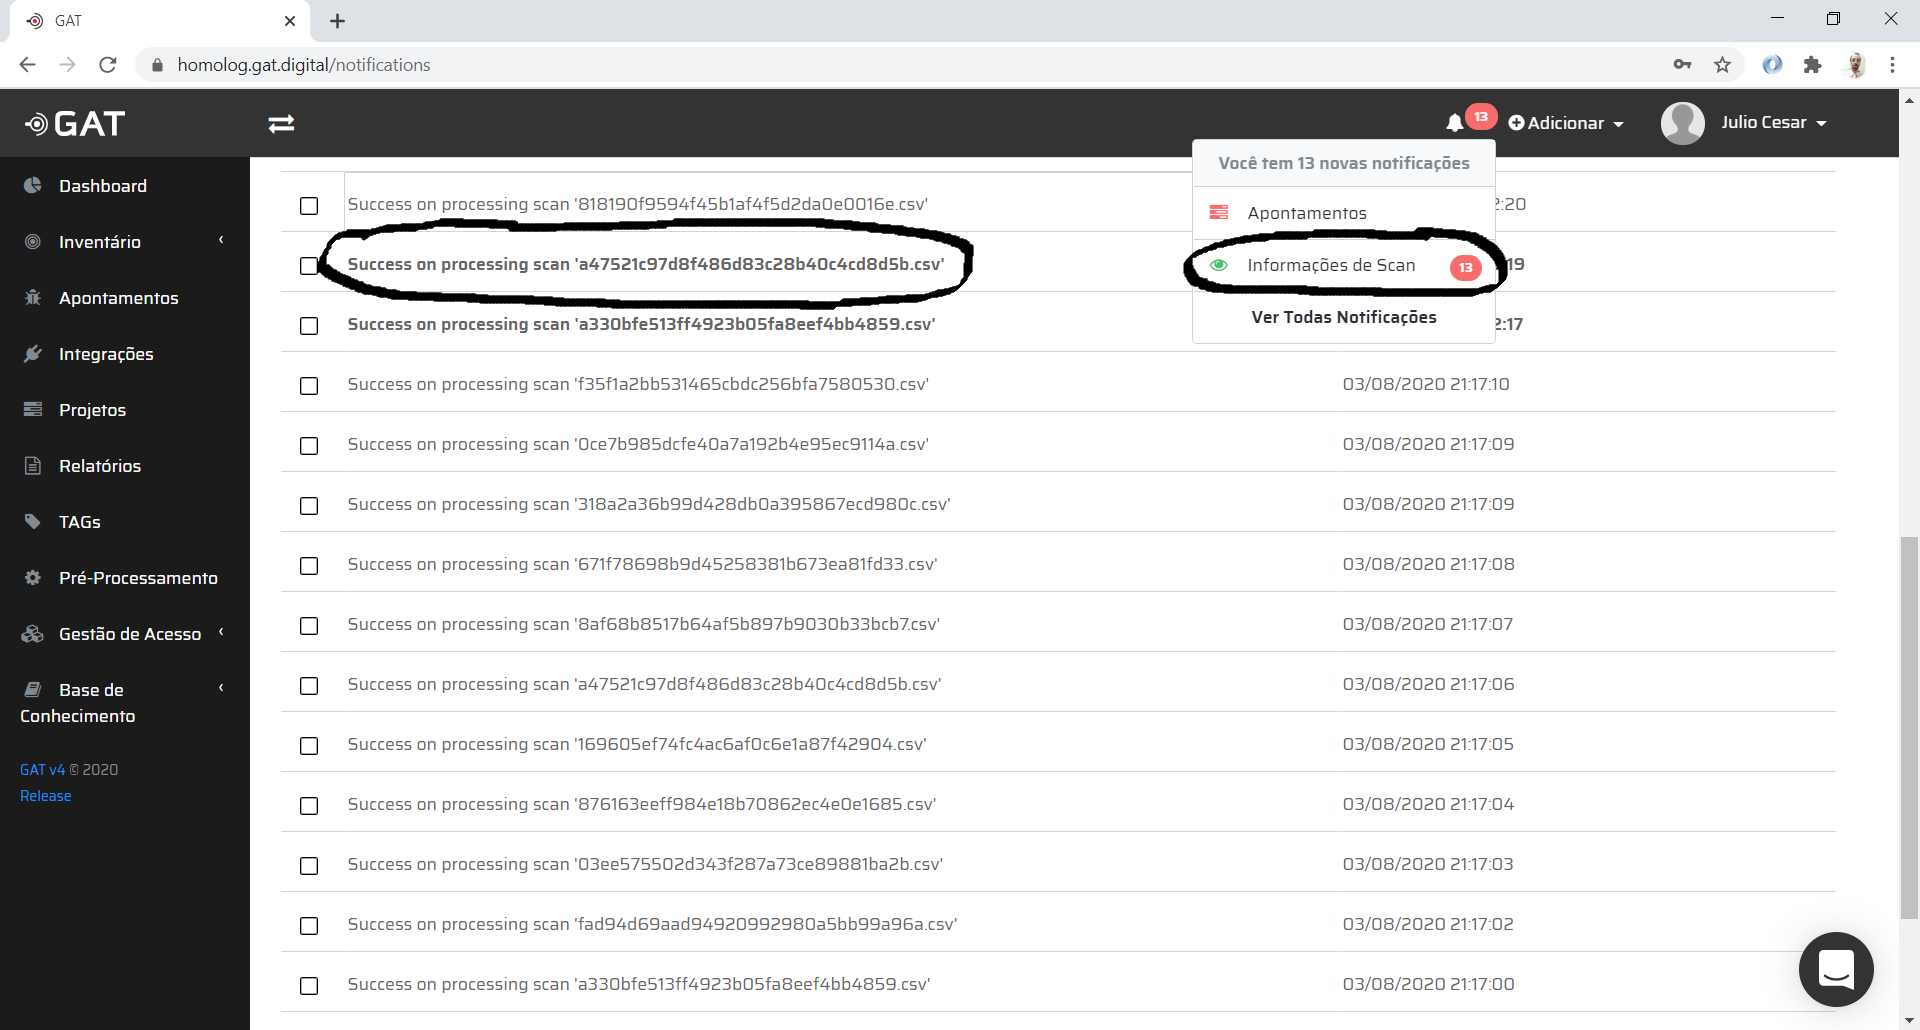 GAT
homolog.gat.digital/notifications
GAT
13
Adicionar
Julio Cesar
Você tem 13 novas notificações
Apontamentos
Informações de Scan
13
Ver Todas Notificações
Dashboard
Inventário
Apontamentos
Integrações
Projetos
Relatórios
TAGs
Pré-Processamento
Gestão de Acesso
Base de
Conhecimento
GAT v4 © 2020
Release
Success on processing scan '818190f9594f45b1af4f5d2da0e0016e.csv' 2:20
Success on processing scan 'a47521c97d8f486d83c28b40c4cd8d5b.csv' :19
Success on processing scan 'a330bfe513ff4923b05fa8eef4bb4859.csv' 2:17
Success on processing scan 'f35f1a2bb531465cbdc256bfa7580530.csv' 03/08/2020 21:17:10
Success on processing scan '0ce7b985dcfe40a7a192b4e95ec9114a.csv' 03/08/2020 21:17:09
Success on processing scan '318a2a36b99d428db0a395867ecd980c.csv' 03/08/2020 21:17:09
Success on processing scan '671f78698b9d45258381b673ea81fd33.csv' 03/08/2020 21:17:08
Success on processing scan '8af68b8517b64af5b897b9030b33bcb7.csv' 03/08/2020 21:17:07
Success on processing scan 'a47521c97d8f486d83c28b40c4cd8d5b.csv' 03/08/2020 21:17:06
Success on processing scan '169605ef74fc4ac6af0c6e1a87f42904.csv' 03/08/2020 21:17:05
Success on processing scan '876163eeff984e18b70862ec4e0e1685.csv' 03/08/2020 21:17:04
Success on processing scan '03ee575502d343f287a73ce89881ba2b.csv' 03/08/2020 21:17:03
Success on processing scan 'fad94d69aad94920992980a5bb99a96a.csv' 03/08/2020 21:17:02
Success on processing scan 'a330bfe513ff4923b05fa8eef4bb4859.csv' 03/08/2020 21:17:00